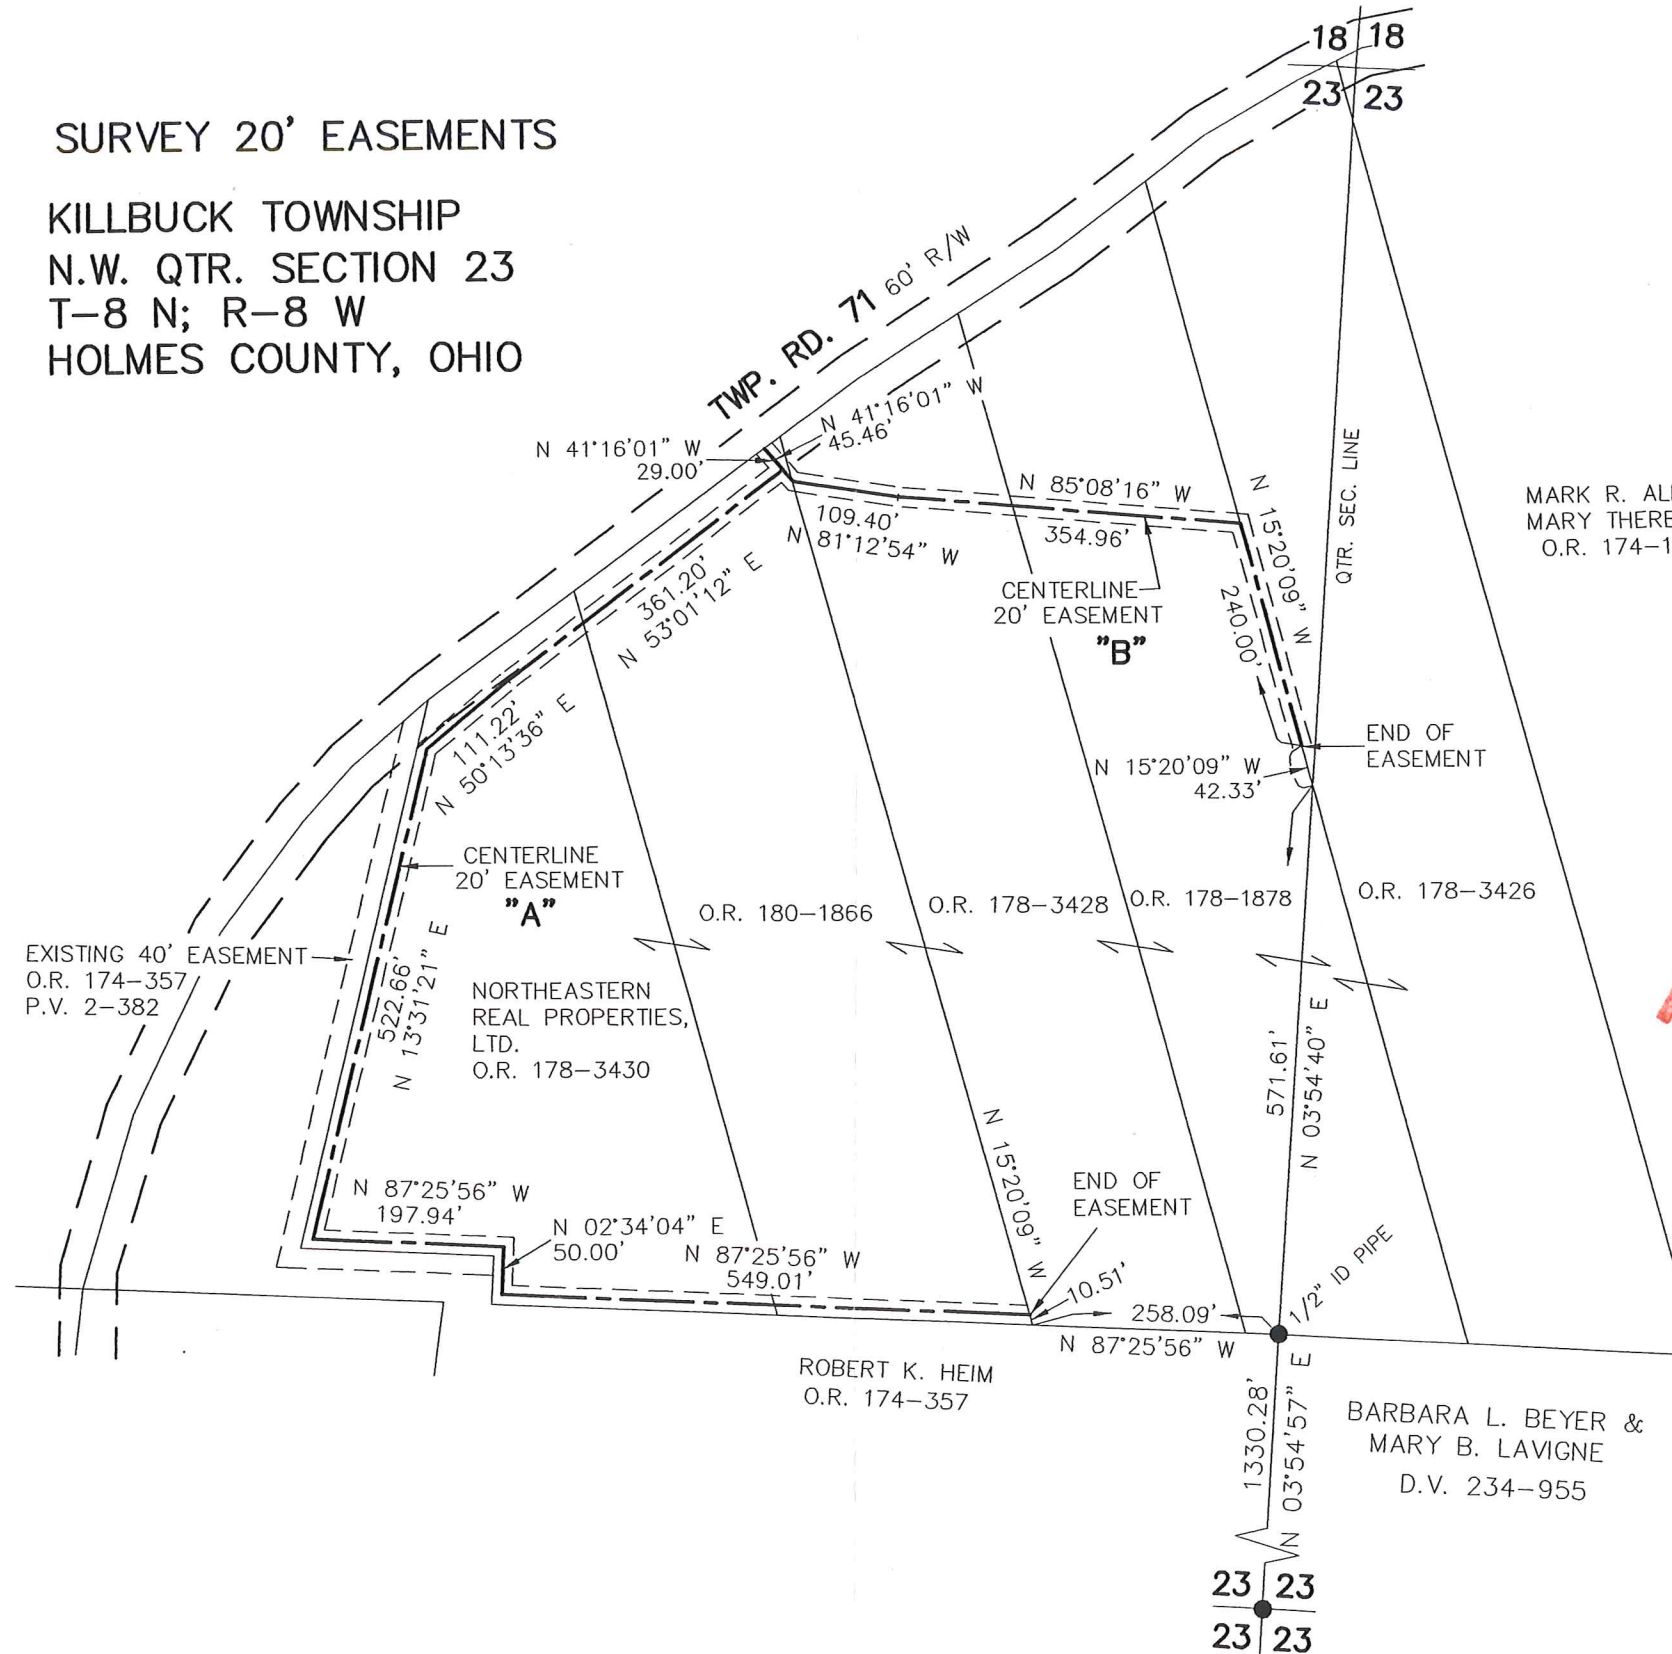 18 18
23 23
SURVEY 20' EASEMENTS
KILLBUCK TOWNSHIP
N.W. QTR. SECTION 23
T-8 N; R-8 W
HOLMES COUNTY, OHIO
TWP. RD. 71 60' R/W
N 41°16'01" W
45.46'
N 41°16'01" W
29.00'
N 85°08'16" W
354.96'
109.40'
N 81°12'54" W
N 15°20'09" W
240.00'
QTR. SEC. LINE
MARK R.
MARY
O.R.
361.20'
N 53°01'12" E
CENTERLINE
20' EASEMENT
"B"
111.22'
N 50°13'36" E
END OF
EASEMENT
N 15°20'09" W
42.33'
CENTERLINE
20' EASEMENT
"A"
O.R. 180-1866
O.R. 178-3428
O.R. 178-1878
O.R. 178-3426
EXISTING 40' EASEMENT
O.R. 174-357
P.V. 2-382
522.66'
N 13°31'21" E
NORTHEASTERN
REAL PROPERTIES,
LTD.
O.R. 178-3430
571.61'
N 03°54'40" E
N 15°20'09" W
END OF
EASEMENT
N 87°25'56" W
197.94'
N 02°34'04" E
50.00'
N 87°25'56" W
549.01'
10.51'
258.09'
N 87°25'56" W
1/2" ID PIPE
ROBERT K. HEIM
O.R. 174-357
1330.28'
N 03°54'57" E
BARBARA L. BEYER &
MARY B. LAVIGNE
D.V. 234-955
23 23
23 23